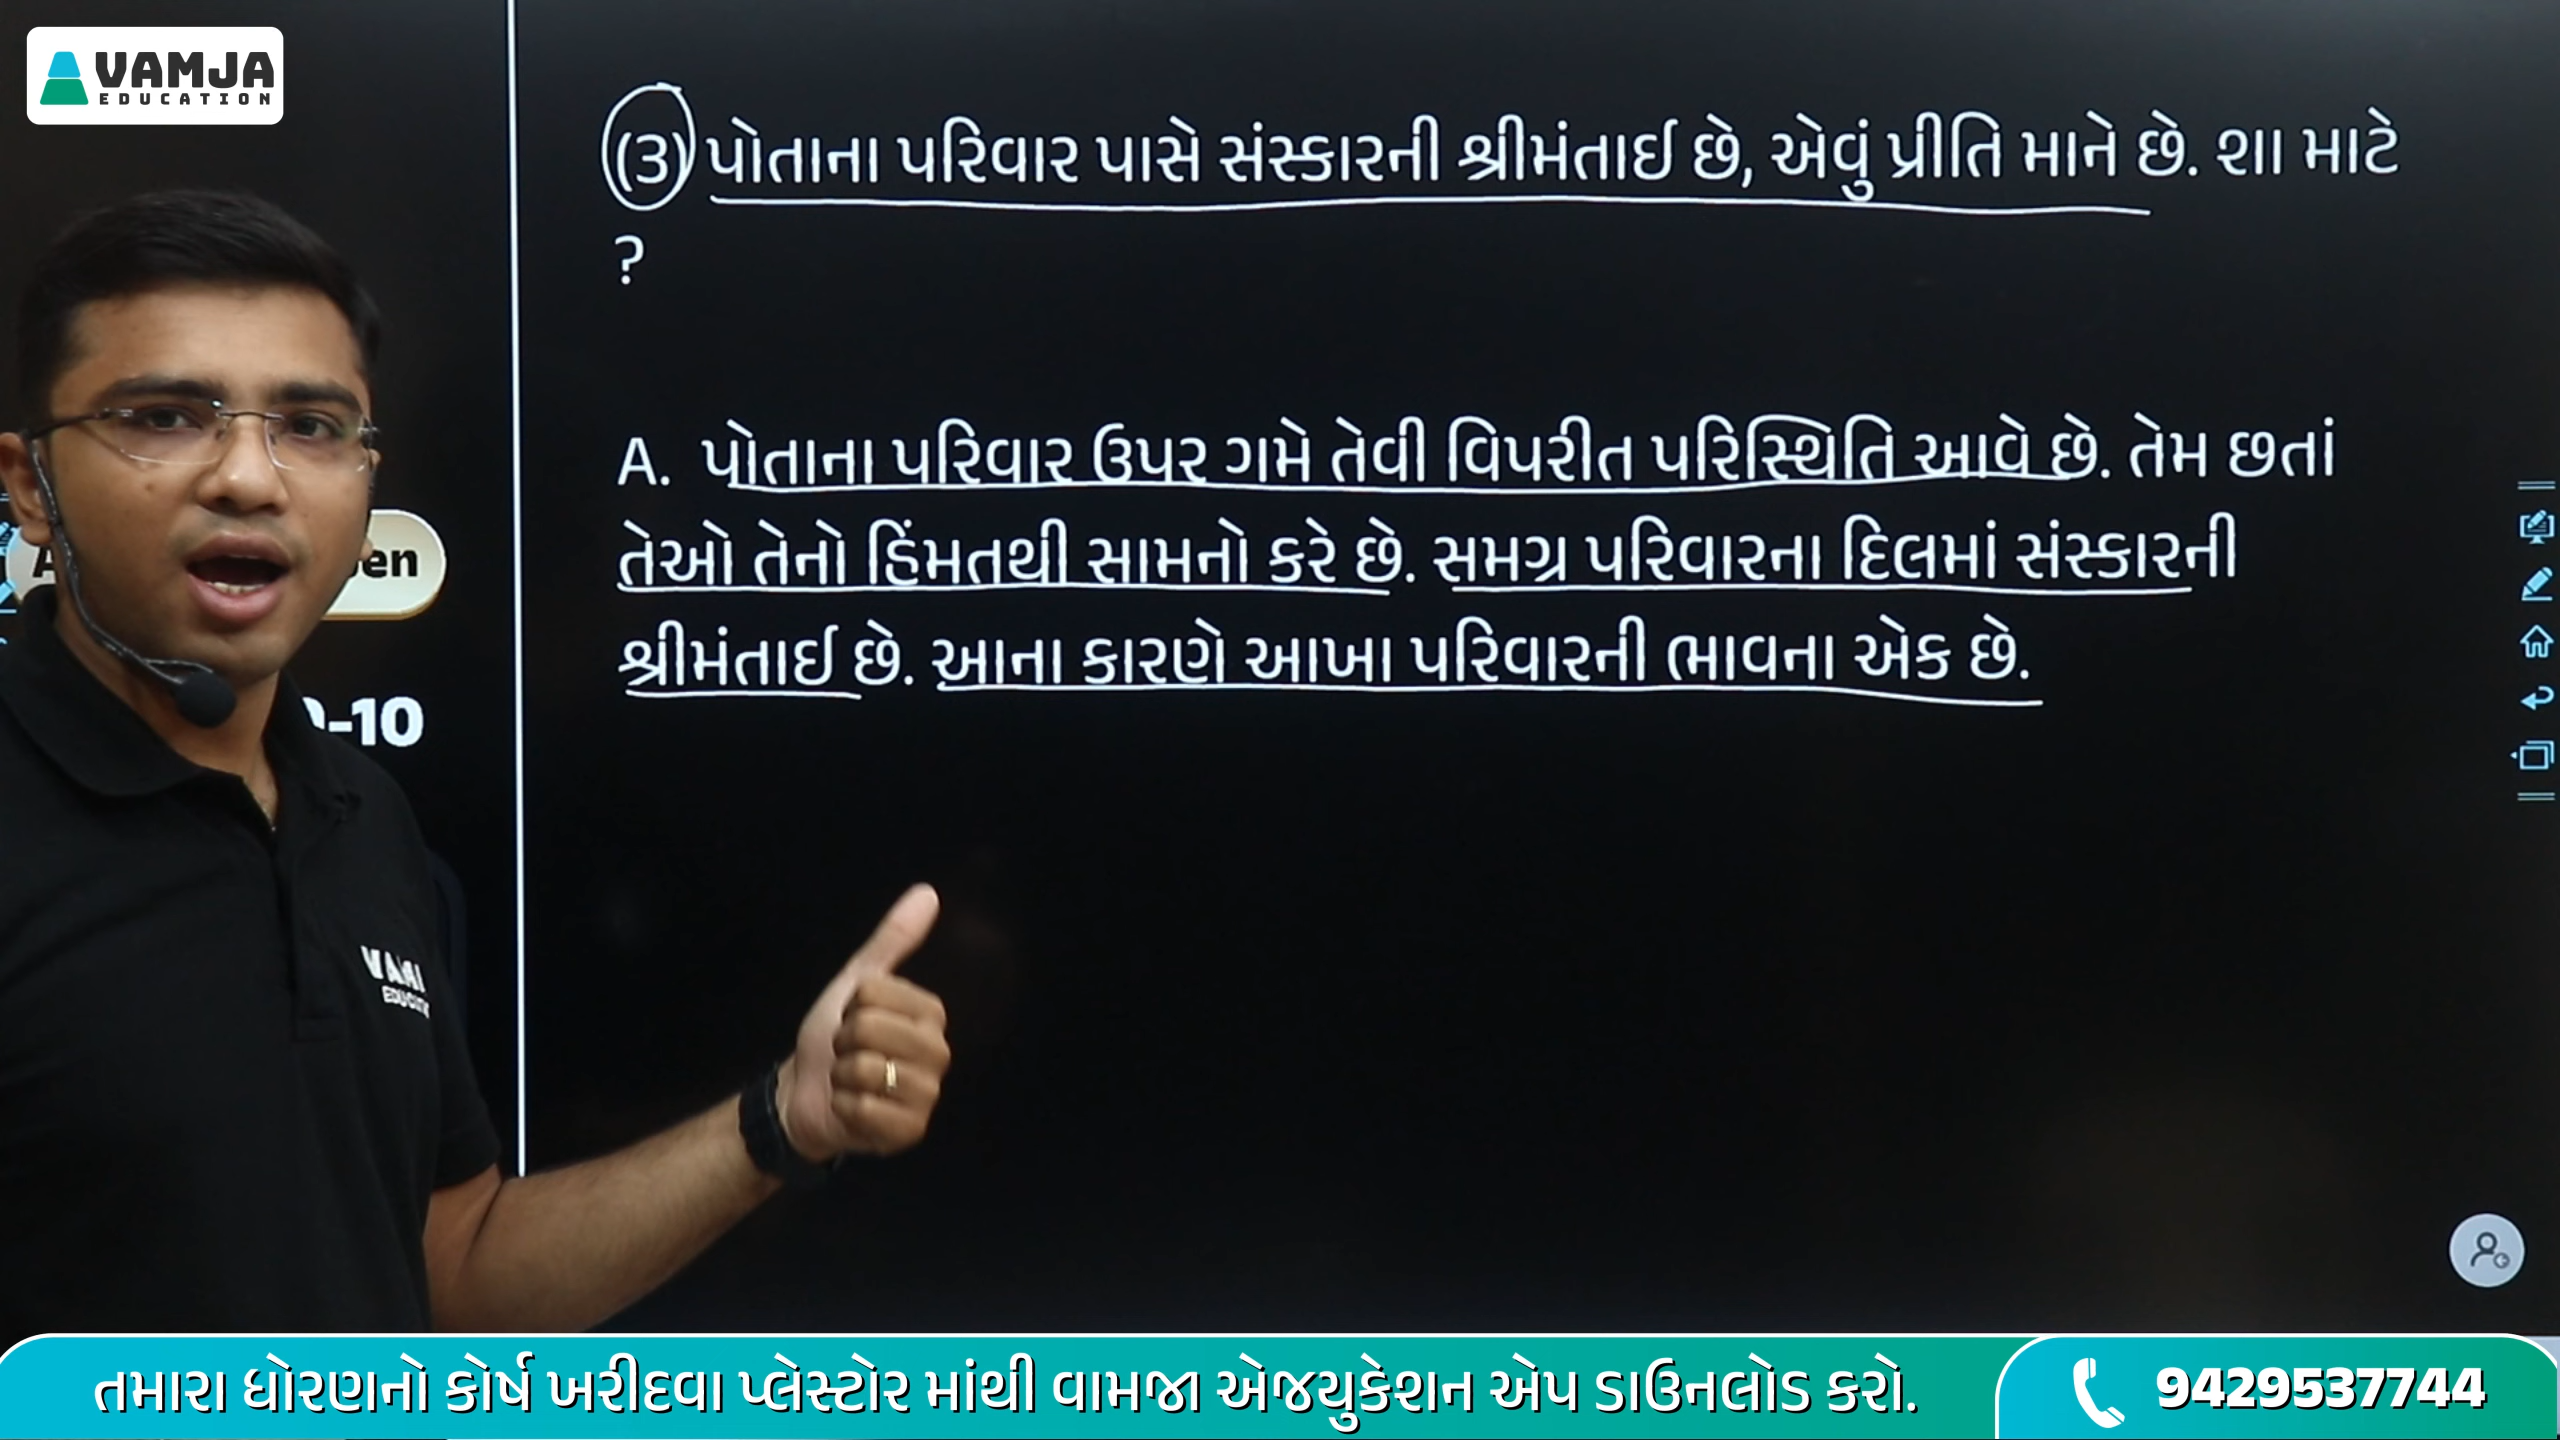 VAMJA
EDUCATION
(3) પોતાના પરિવાર પાસે સંસ્કારની શ્રીમંતાઈ છે, એવું પ્રીતિ માને છે. શા માટે
?
A. પોતાના પરિવાર ઉપર ગમે તેવી વિપરીત પરિસ્થિતિ આવે છે. તેમ છતાં
તેઓ તેનો હિંમતથી સામનો કરે છે. સમગ્ર પરિવારના દિલમાં સંસ્કારની
શ્રીમંતાઈ છે. આના કારણે આખા પરિવારની ભાવના એક છે.
-10
તમારા ધોરણનો કોર્ષ ખરીદવા પ્લેસ્ટોર માંથી વામજા એજ્યુકેશન એપ ડાઉનલોડ કરો.
9429537744